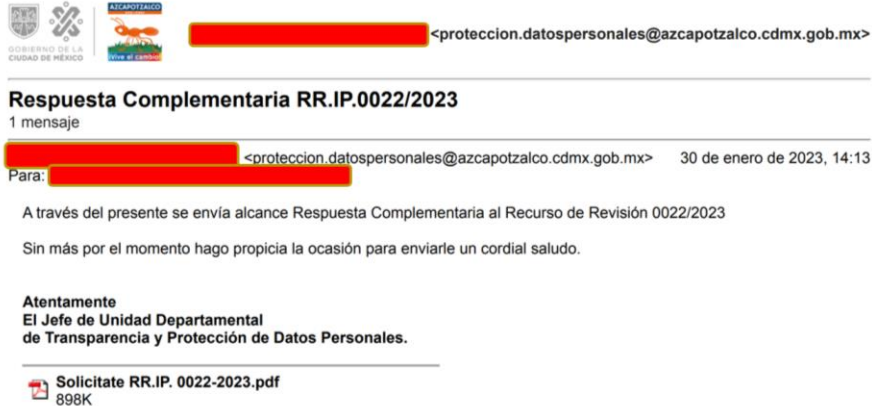 AZCAPOTZALCO
GOBIERNO DE LA
CIUDAD DE MÉXICO
¡Vive el cambio!
<proteccion.datospersonales@azcapotzalco.cdmx.gob.mx>
Respuesta Complementaria RR.IP.0022/2023
1 mensaje
<proteccion.datospersonales@azcapotzalco.cdmx.gob.mx> 30 de enero de 2023, 14:13
Para:
A través del presente se envía alcance Respuesta Complementaria al Recurso de Revisión 0022/2023
Sin más por el momento hago propicia la ocasión para enviarle un cordial saludo.
Atentamente
El Jefe de Unidad Departamental
de Transparencia y Protección de Datos Personales.
Solicitate RR.IP. 0022-2023.pdf
898K